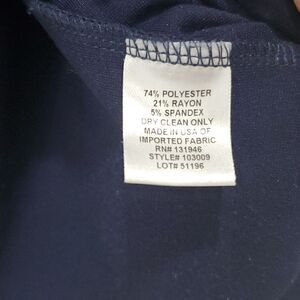 74% POLYESTER
21% RAYON
5% SPANDEX
DRY CLEAN ONLY
MADE IN USA OF
IMPORTED FABRIC
RN# 131946
STYLE# 103009
LOT# 51196